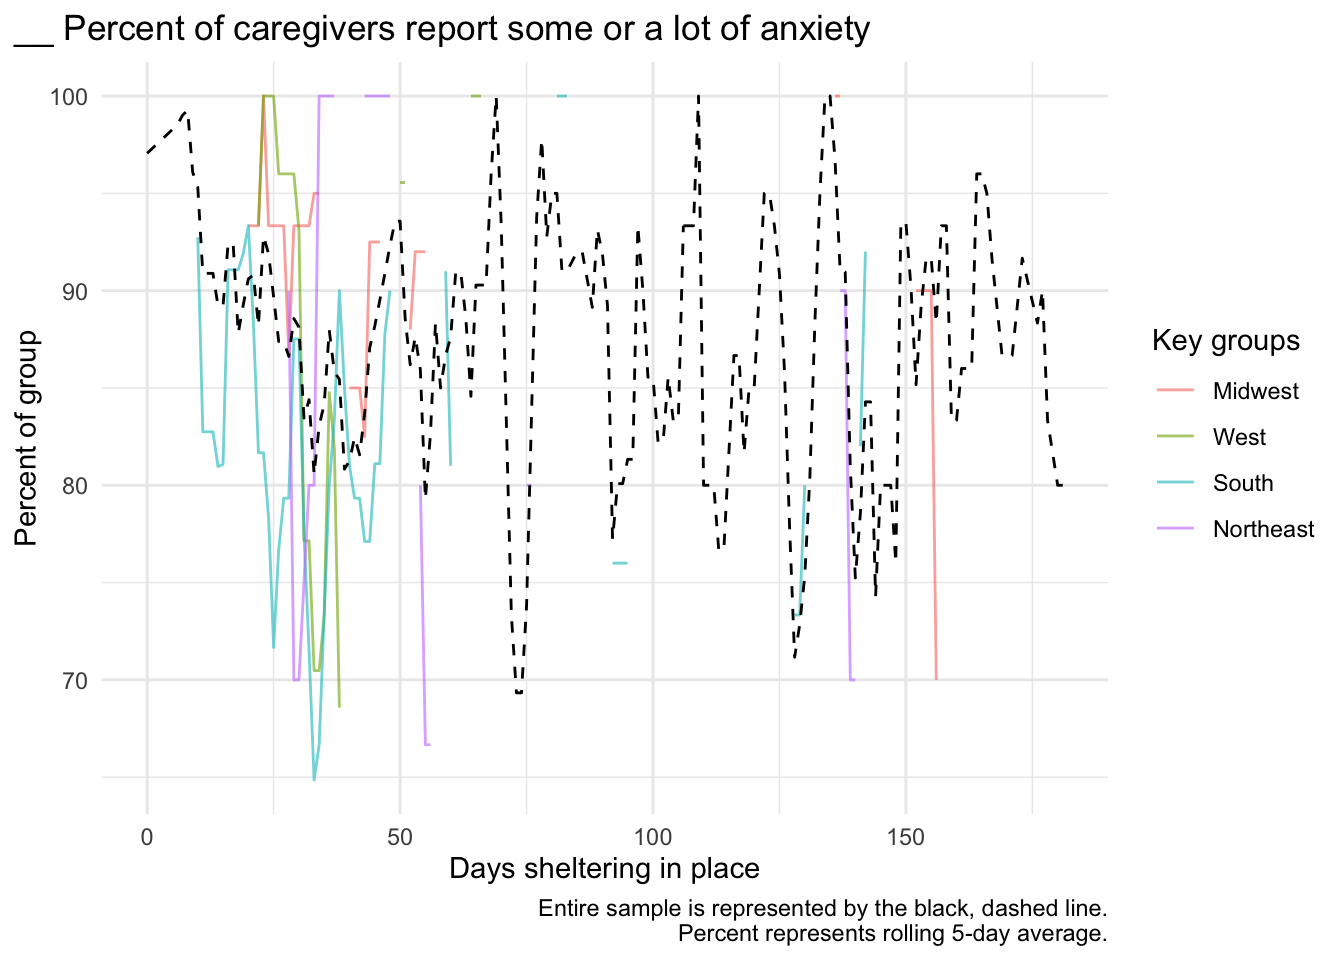 __ Percent of caregivers report some or a lot of anxiety
100
90
80
70
Percent of group
0
50
100
150
Days sheltering in place
Key groups
Midwest
West
South
Northeast
Entire sample is represented by the black, dashed line.
Percent represents rolling 5-day average.